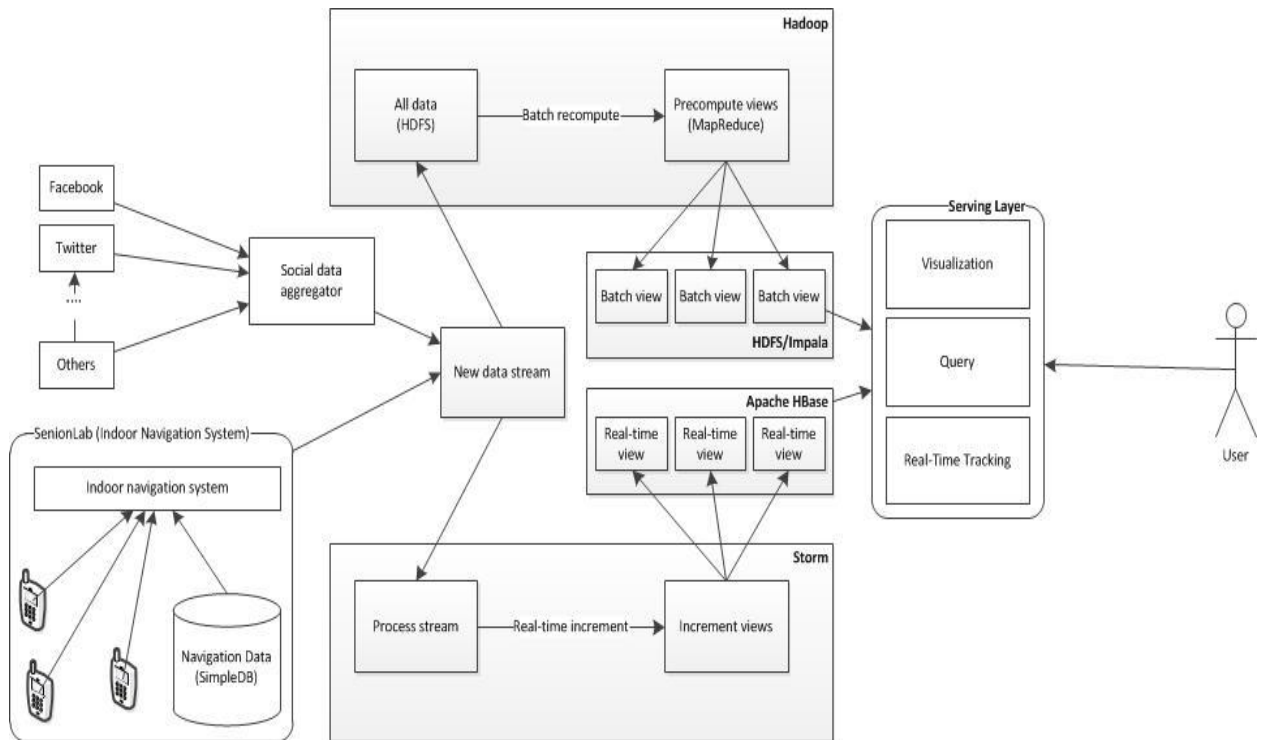 Hadoop
All data
(HDFS)
Batch recompute
Precompute views
(MapReduce)
Facebook
Twitter
....
Others
Social data
aggregator
New data stream
Batch view
Batch view
Batch view
HDFS/Impala
Apache HBase
Real-time
view
Real-time
view
Real-time
view
Serving Layer
Visualization
Query
Real-Time Tracking
User
SenionLab (Indoor Navigation System)
Indoor navigation system
Navigation Data
(SimpleDB)
Storm
Process stream
Real-time increment
Increment views